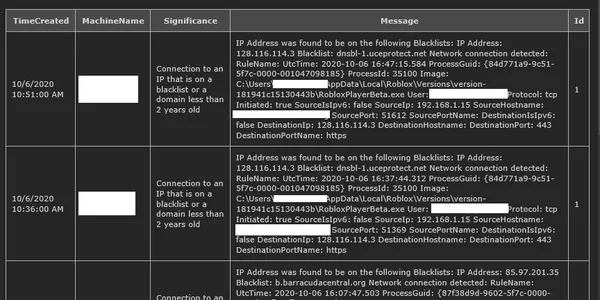 TimeCreated MachineName Significance Message Id
10/6/2020
10:51:00 AM
Connection to an
IP that is on a
blacklist or a
domain less than
2 years old
IP Address was found to be on the following Blacklists: IP Address:
128.116.114.3 Blacklist: dnsbl-1.uceprotect.net Network connection detected:
RuleName: UtcTime: 2020-10-06 16:47:15.584 ProcessGuid: {84d771a9-9c51-
5f7c-0000-001047098185} ProcessId: 35100 Image:
C:\Users\ AppData\Local\Roblox\Versions\version-
181941c15130443b\RobloxPlayerBeta.exe User: Protocol: tcp
Initiated: true SourceIsIpv6: false SourceIp: 192.168.1.15 SourceHostname:
SourcePort: 51612 SourcePortName: DestinationIsIpv6:
false DestinationIp: 128.116.114.3 DestinationHostname: DestinationPort: 443
DestinationPortName: https
1
10/6/2020
10:36:00 AM
Connection to an
IP that is on a
blacklist or a
domain less than
2 years old
IP Address was found to be on the following Blacklists: IP Address:
128.116.114.3 Blacklist: dnsbl-1.uceprotect.net Network connection detected:
RuleName: UtcTime: 2020-10-06 16:37:44.312 ProcessGuid: {84d771a9-9c51-
5f7c-0000-001047098185} ProcessId: 35100 Image:
C:\Users\ AppData\Local\Roblox\Versions\version-
181941c15130443b\RobloxPlayerBeta.exe User: Protocol: tcp
Initiated: true SourceIsIpv6: false SourceIp: 192.168.1.15 SourceHostname:
SourcePort: 51369 SourcePortName: DestinationIsIpv6:
false DestinationIp: 128.116.114.3 DestinationHostname: DestinationPort: 443
DestinationPortName: https
1
Connection to an
IP that is on a
IP Address was found to be on the following Blacklists: IP Address: 85.97.201.35
Blacklist: b.barracudacentral.org Network connection detected: RuleName:
UtcTime: 2020-10-06 16:07:47.503 ProcessGuid: {87f38d9d-9602-5f7c-0000-